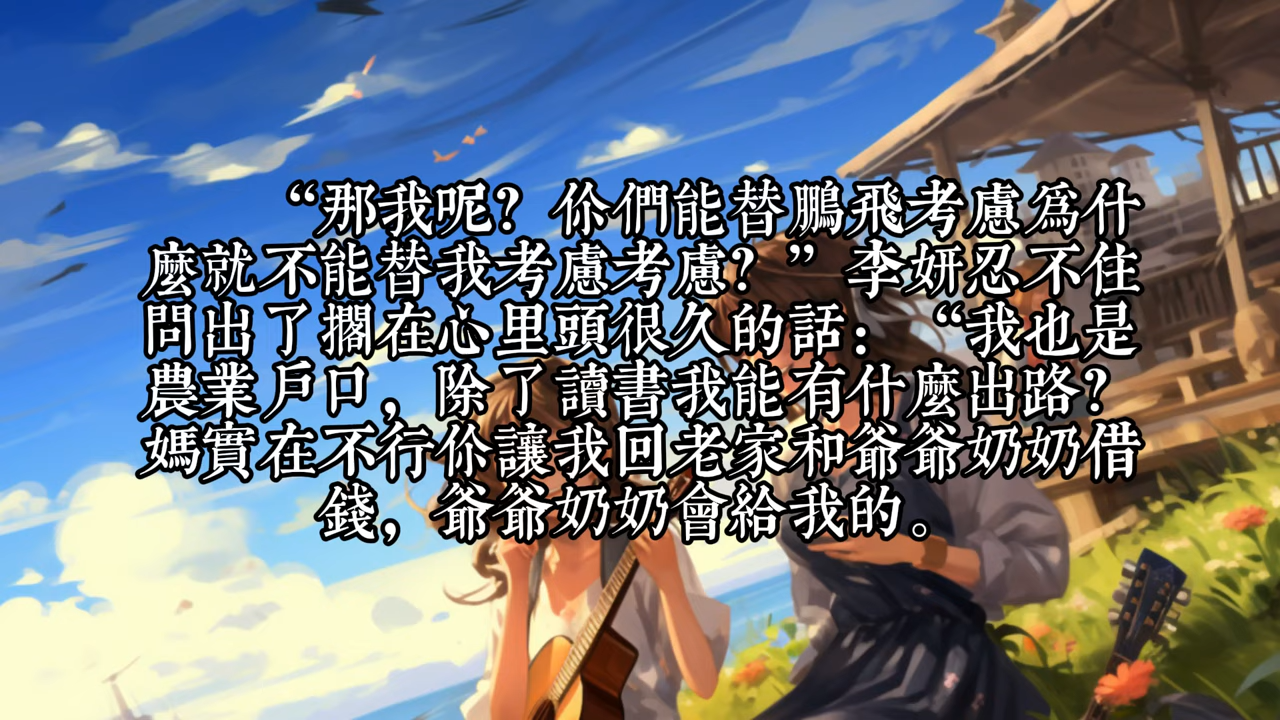 “那我呢？你們能替鵬飛考慮爲什
麼就不能替我考慮考慮？”李妍忍不住
問出了擱在心里頭很久的話：“我也是
農業戶口，除了讀書我能有什麼出路？
媽實在不行你讓我回老家和爺爺奶奶借
錢，爺爺奶奶會給我的。